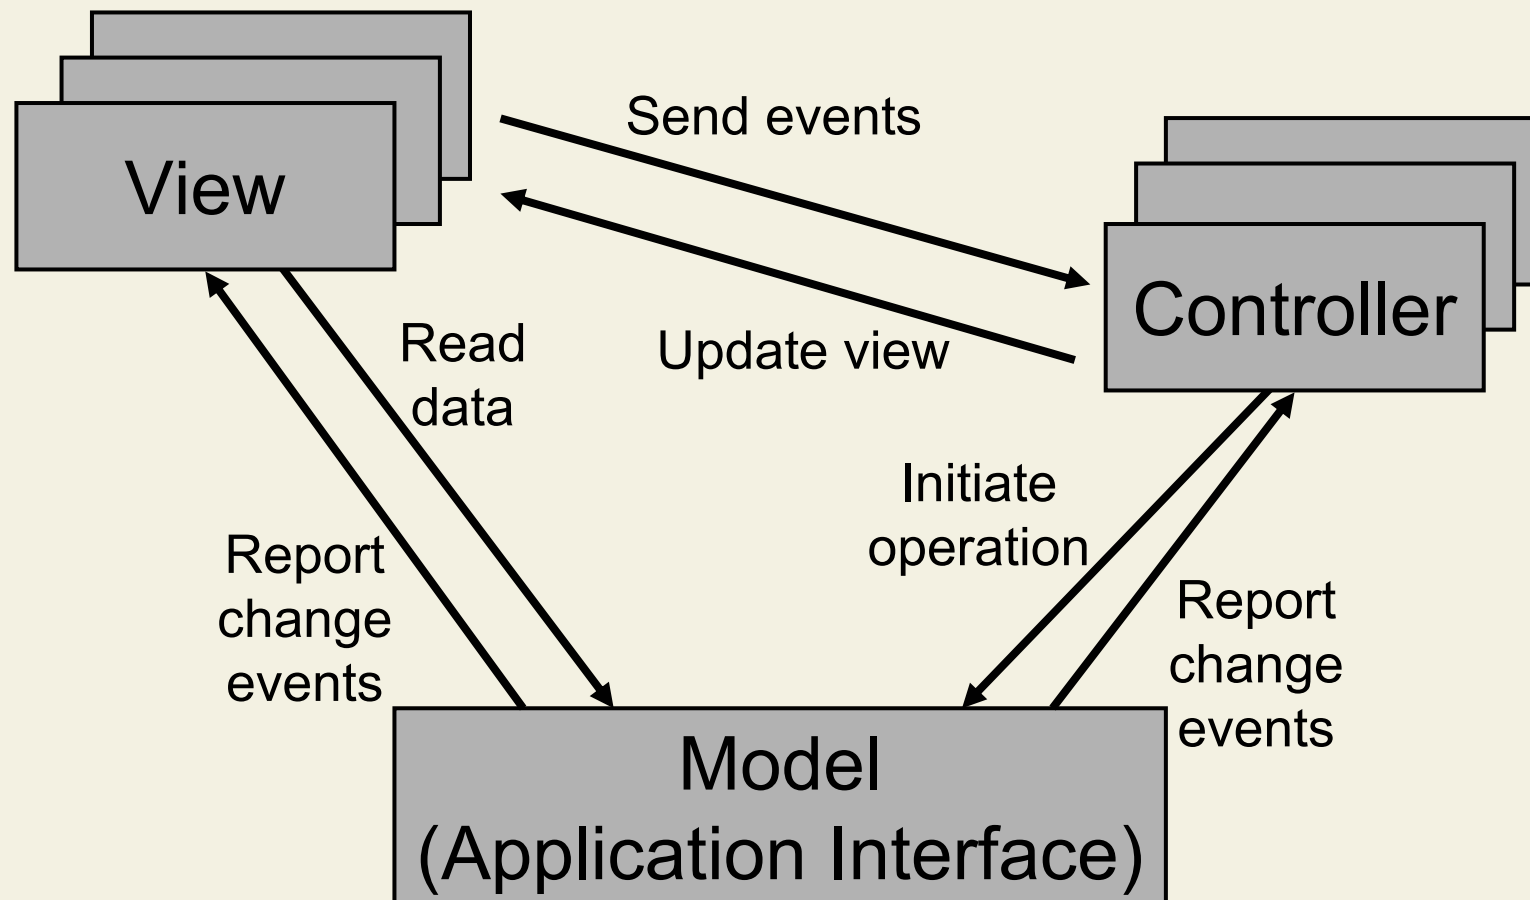 Send events
View
Controller
Update view
Read
data
Initiate
operation
Report
change
events
Report
change
events
Model
(Application Interface)